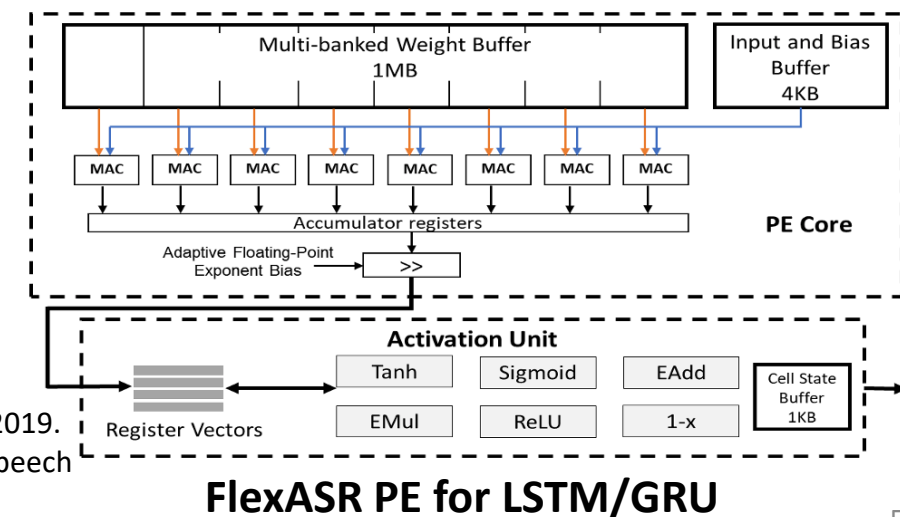 Multi-banked Weight Buffer
1MB
Input and Bias
Buffer
4KB
MAC MAC MAC MAC MAC MAC MAC MAC
Accumulator registers
PE Core
Adaptive Floating-Point
Exponent Bias
>>
Activation Unit
Tanh Sigmoid EAdd
EMul ReLU 1-x
Cell State
Buffer
1KB
Register Vectors
2019.
peech
FlexASR PE for LSTM/GRU